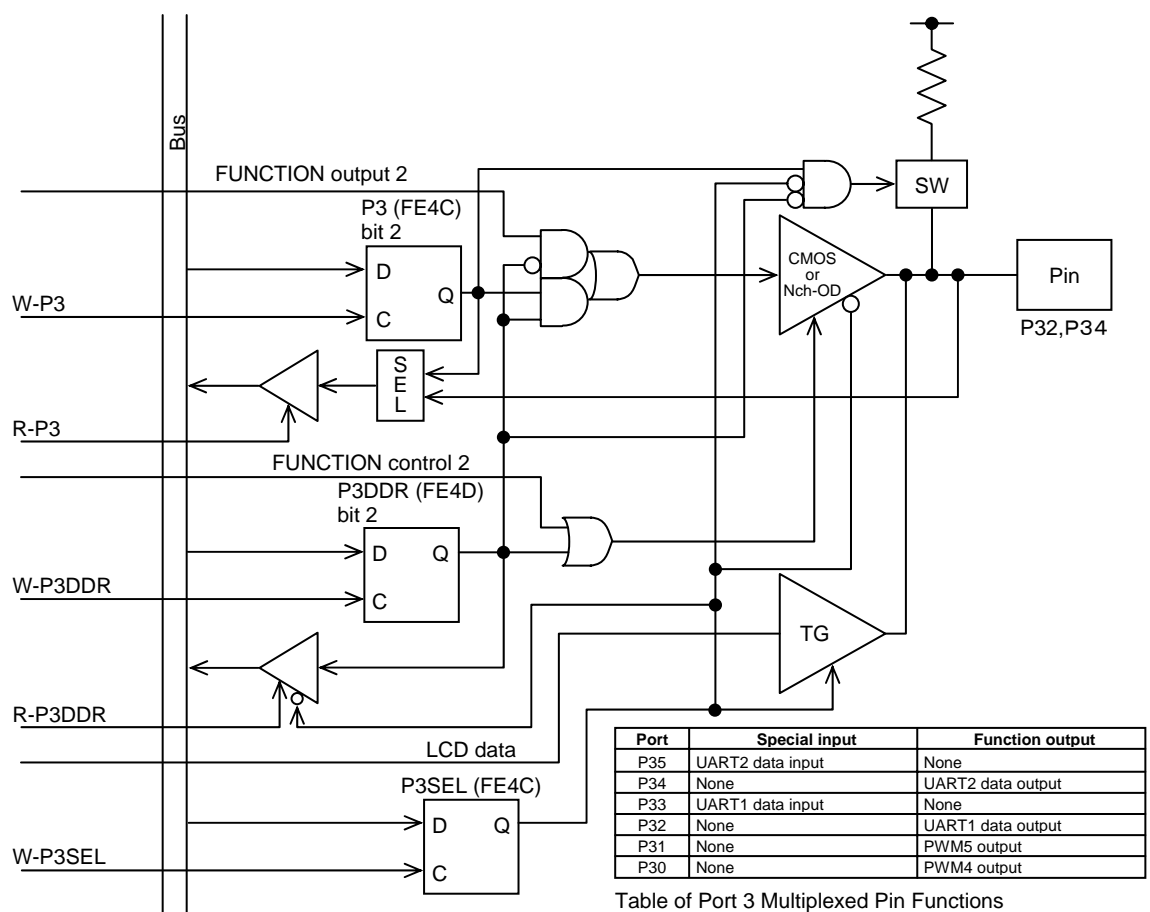 Bus
FUNCTION output 2
P3 (FE4C)
bit 2
D
Q
C
W-P3
SEL
R-P3
SW
CMOS
or
Nch-OD
Pin
P32,P34
FUNCTION control 2
P3DDR (FE4D)
bit 2
D
Q
C
W-P3DDR
TG
R-P3DDR
LCD data
P3SEL (FE4C)
D
Q
C
W-P3SEL
Port Special input Function output
P35 UART2 data input None
P34 None UART2 data output
P33 UART1 data input None
P32 None UART1 data output
P31 None PWM5 output
P30 None PWM4 output
Table of Port 3 Multiplexed Pin Functions